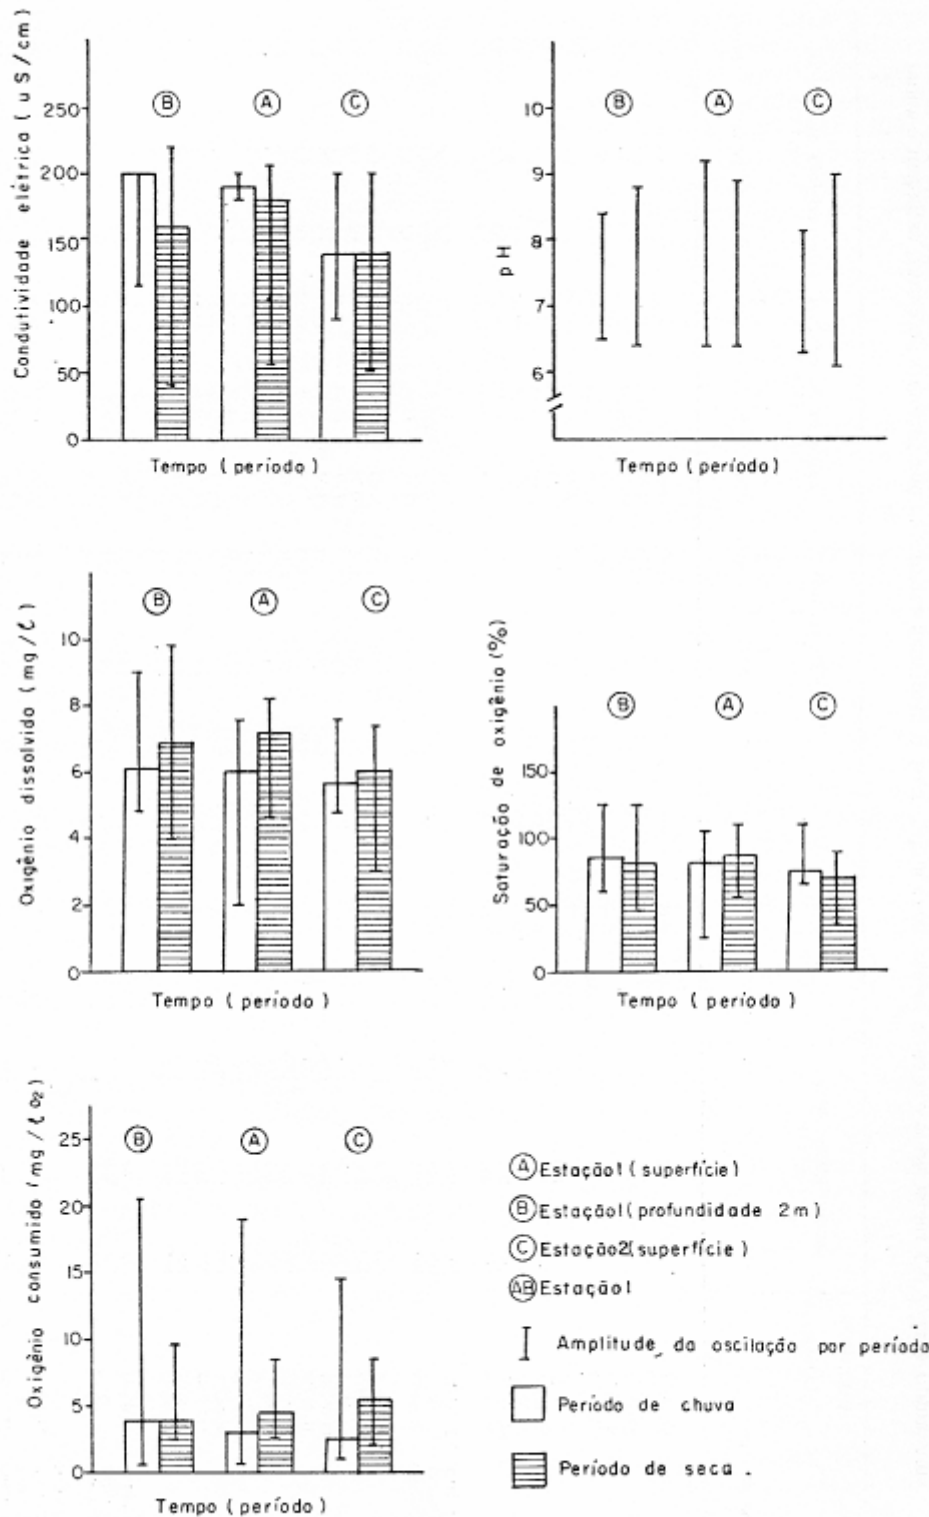 Condutividade elétrica ( u S / cm )
250
200
150
100
50
0
B
A
C
Tempo ( período )
pH
10
9
8
7
6
B
A
C
Tempo ( período )
Oxigênio dissolvido ( mg / ℓ )
10
8
6
4
2
0
B
A
C
Tempo ( período )
Saturação de oxigênio (%)
150
100
50
0
B
A
C
Tempo ( período )
Oxigênio consumido / mg / ℓ O2)
25
20
15
10
5
0
B
A
C
Tempo ( período )
A Estação1 ( superfície )
B Estação1 ( profundidade 2m )
C Estação2 ( superfície )
AB Estação1
Amplitude da oscilação por período
Período de chuva
Período de seca .